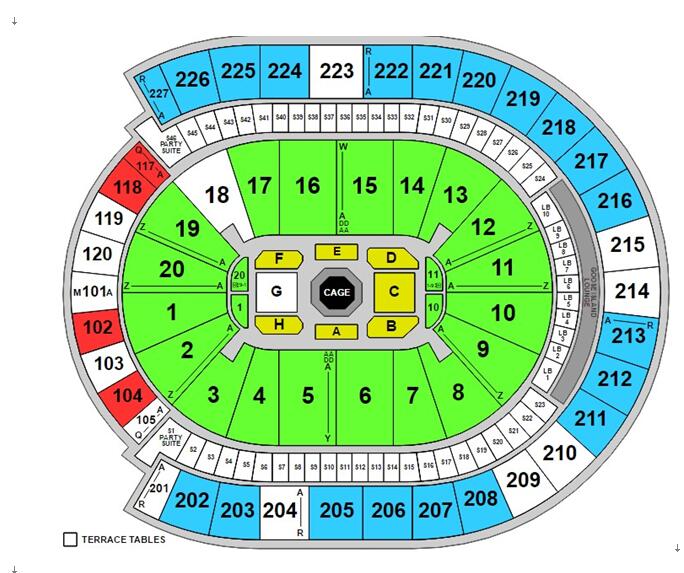 223
R
222
226
225
224
221
220
R
227
A
A
219
218
217
216
215
214
A
R
213
212
211
210
209
208
207
206
205
A
204
R
203
202
A
201
R
S46
PARTY
SUITE
S45
S44
S43
S42
S41
S40
S39
S38
S37
S36
S35
S34
S33
S32
S31
S30
S29
S28
S27
S26
S25
S24
LB
10
LB
9
LB
8
LB
7
LB
6
LB
5
LB
4
LB
3
LB
2
LB
1
GOOSE ISLAND
LOUNGE
S23
S22
S21
S20
S19
S18
S17
S16
S15
S14
S13
S12
S11
S10
S9
S8
S7
S6
S5
S4
S3
S2
S1
PARTY
SUITE
Q
117
A
118
119
120
M 101 A
102
103
104
105
A
Q
W
17
16
15
14
13
18
A
DD
AA
19
Z
A
12
Z
A
20
Z
A
11
A
Z
1
10
2
9
Z
Z
3
4
5
6
7
8
AA
DD
A
Y
F
E
D
20
11
G
CAGE
C
1
10
H
A
B
TERRACE TABLES